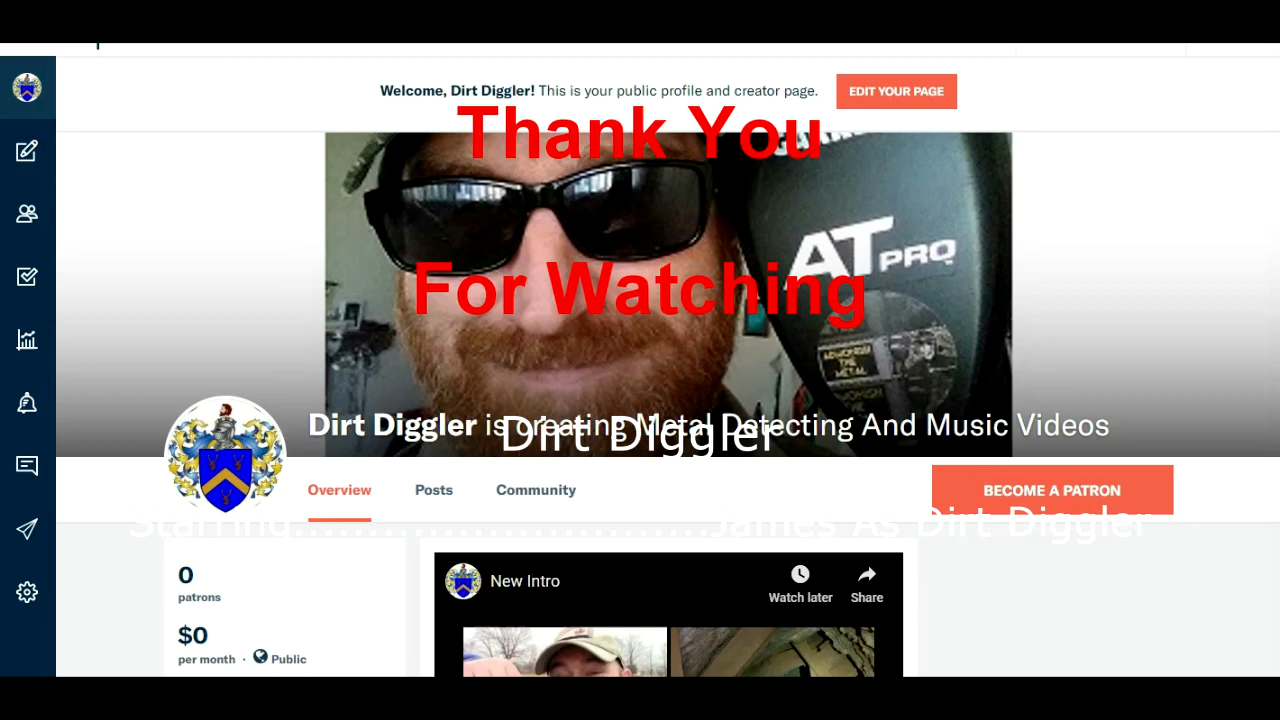 Welcome, Dirt Diggler! This is your public profile and creator page.
EDIT YOUR PAGE
Thank You
For Watching
AT PRO
Dirt Diggler is creating Metal Detecting And Music Videos
Dirt Diggler
Overview
Posts
Community
BECOME A PATRON
Starring............................James As Dirt Diggler
0
patrons
$0
per month · Public
New Intro
Watch later
Share